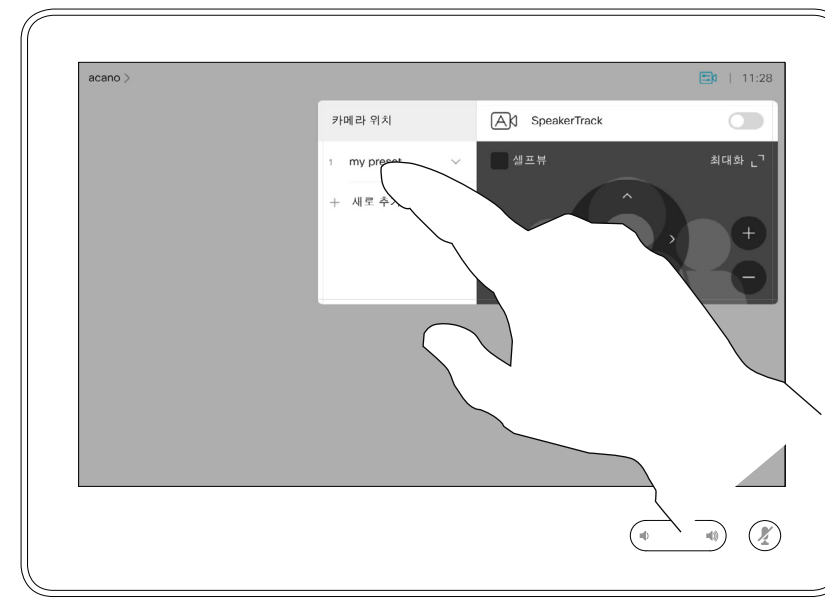 acano >
11:28
카메라 위치
SpeakerTrack
1 my preset
셀프뷰
최대화
+ 새로 추가